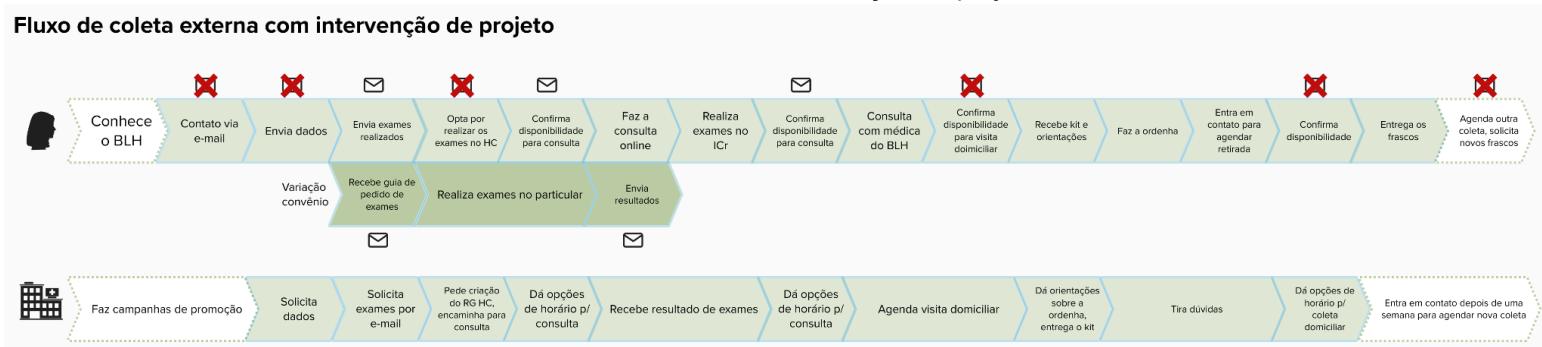 Fluxo de coleta externa com intervenção de projeto
Conhece
o BLH
Contato via
e-mail
Envia dados
Envia exames
realizados
Opta por
realizar os
exames no HC
Confirma
disponibilidade
para consulta
Faz a
consulta
online
Realiza
exames no
ICr
Confirma
disponibilidade
para consulta
Consulta
com médica
do BLH
Confirma
disponibilidade
para visita
doimiciliar
Recebe kit e
orientações
Faz a ordenha
Entra em
contato para
agendar
retirada
Confirma
disponibilidade
Entrega os
frascos
Agenda outra
coleta, solicita
novos frascos
Variação
convênio
Recebe guia de
pedido de
exames
Realiza exames no particular
Envia
resultados
Faz campanhas de promoção
Solicita
dados
Solicita
exames por
e-mail
Pede criação
do RG HC,
encaminha para
consulta
Dá opções
de horário p/
consulta
Recebe resultado de exames
Dá opções
de horário p/
consulta
Agenda visita domiciliar
Dá orientações
sobre a
ordenha,
entrega o kit
Tira dúvidas
Dá opções de
horário p/
coleta
domiciliar
Entra em contato depois de uma
semana para agendar nova coleta